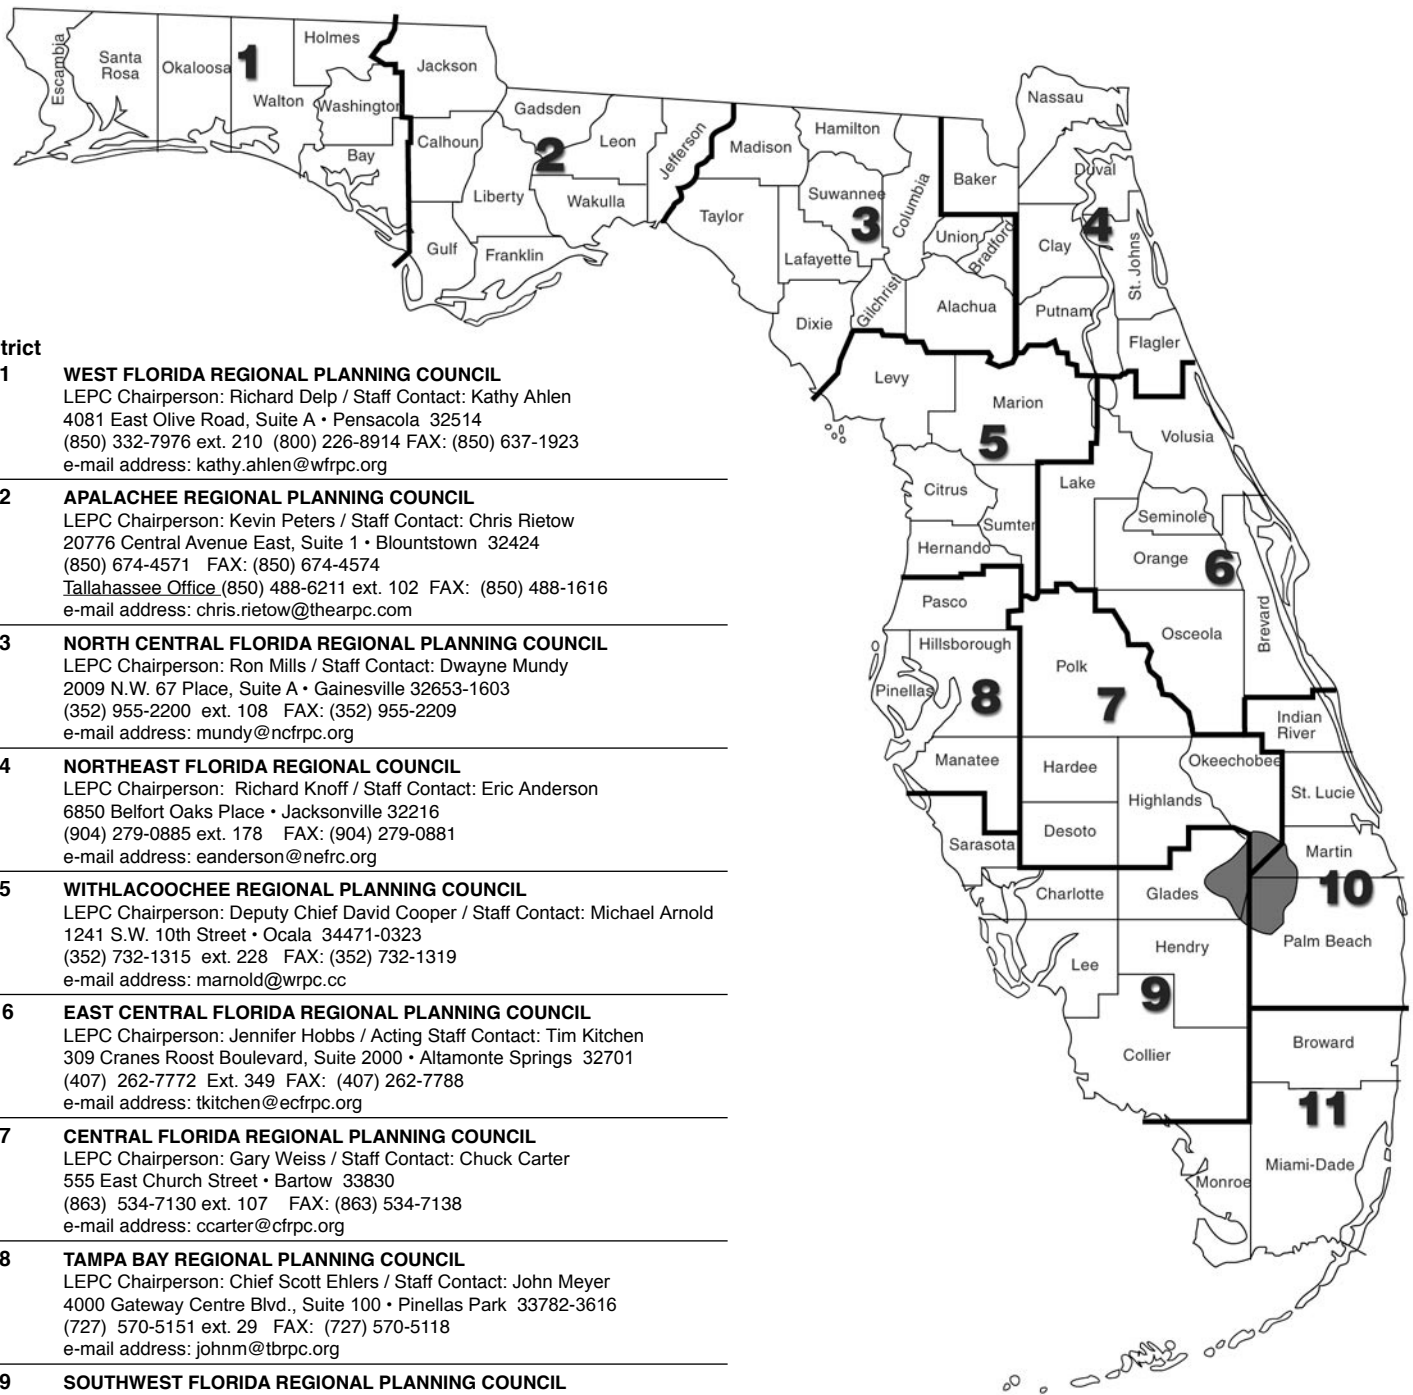 Escambia
Santa
Rosa
Okaloosa
1
Walton
Holmes
Washington
Bay
Jackson
Calhoun
Gulf
Gadsden
2
Liberty
Franklin
Leon
Wakulla
Jefferson
Madison
Taylor
Hamilton
Suwannee
3
Lafayette
Dixie
Columbia
Gilchrist
Union
Bradford
Alachua
Baker
Nassau
Duval
4
Clay
St. Johns
Putnam
Flagler
Levy
Marion
5
Citrus
Sumter
Hernando
Volusia
Lake
Seminole
Orange
6
Osceola
Brevard
Pasco
Hillsborough
Pinellas
8
Manatee
Polk
7
Hardee
Highlands
Desoto
Okeechobee
Indian
River
St. Lucie
Martin
10
Palm Beach
Sarasota
Charlotte
Glades
Lee
Hendry
9
Collier
Broward
11
Miami-Dade
Monroe
trict
1 WEST FLORIDA REGIONAL PLANNING COUNCIL
LEPC Chairperson: Richard Delp / Staff Contact: Kathy Ahlen
4081 East Olive Road, Suite A • Pensacola 32514
(850) 332-7976 ext. 210 (800) 226-8914 FAX: (850) 637-1923
e-mail address: kathy.ahlen@wfrpc.org
2 APALACHEE REGIONAL PLANNING COUNCIL
LEPC Chairperson: Kevin Peters / Staff Contact: Chris Rietow
20776 Central Avenue East, Suite 1 • Blountstown 32424
(850) 674-4571 FAX: (850) 674-4574
Tallahassee Office (850) 488-6211 ext. 102 FAX: (850) 488-1616
e-mail address: chris.rietow@thearpc.com
3 NORTH CENTRAL FLORIDA REGIONAL PLANNING COUNCIL
LEPC Chairperson: Ron Mills / Staff Contact: Dwayne Mundy
2009 N.W. 67 Place, Suite A • Gainesville 32653-1603
(352) 955-2200 ext. 108 FAX: (352) 955-2209
e-mail address: mundy@ncfrpc.org
4 NORTHEAST FLORIDA REGIONAL COUNCIL
LEPC Chairperson: Richard Knoff / Staff Contact: Eric Anderson
6850 Belfort Oaks Place • Jacksonville 32216
(904) 279-0885 ext. 178 FAX: (904) 279-0881
e-mail address: eanderson@nefrc.org
5 WITHLACOOCHEE REGIONAL PLANNING COUNCIL
LEPC Chairperson: Deputy Chief David Cooper / Staff Contact: Michael Arnold
1241 S.W. 10th Street • Ocala 34471-0323
(352) 732-1315 ext. 228 FAX: (352) 732-1319
e-mail address: marnold@wrpc.cc
6 EAST CENTRAL FLORIDA REGIONAL PLANNING COUNCIL
LEPC Chairperson: Jennifer Hobbs / Acting Staff Contact: Tim Kitchen
309 Cranes Roost Boulevard, Suite 2000 • Altamonte Springs 32701
(407) 262-7772 Ext. 349 FAX: (407) 262-7788
e-mail address: tkitchen@ecfrpc.org
7 CENTRAL FLORIDA REGIONAL PLANNING COUNCIL
LEPC Chairperson: Gary Weiss / Staff Contact: Chuck Carter
555 East Church Street • Bartow 33830
(863) 534-7130 ext. 107 FAX: (863) 534-7138
e-mail address: ccarter@cfrpc.org
8 TAMPA BAY REGIONAL PLANNING COUNCIL
LEPC Chairperson: Chief Scott Ehlers / Staff Contact: John Meyer
4000 Gateway Centre Blvd., Suite 100 • Pinellas Park 33782-3616
(727) 570-5151 ext. 29 FAX: (727) 570-5118
e-mail address: johnm@tbrpc.org
9 SOUTHWEST FLORIDA REGIONAL PLANNING COUNCIL